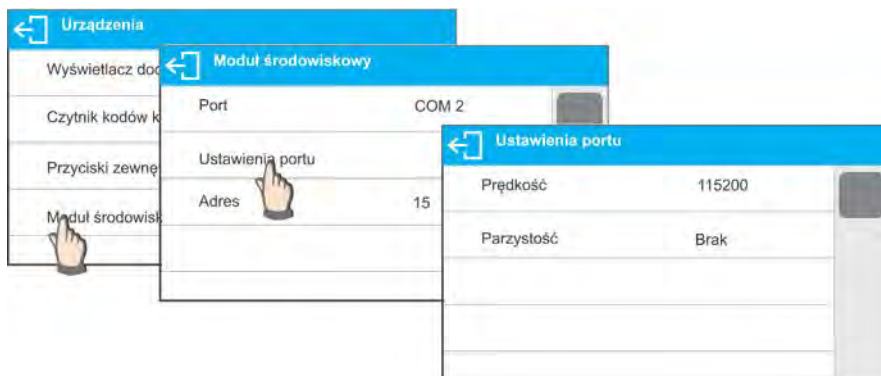 Urządzenia
Wyświetlacz doc
Czytnik kodów k
Przyciski zewnę
Moduł środowisk
Moduł środowiskowy
Port COM 2
Ustawienia portu
Adres 15
Ustawienia portu
Prędkość 115200
Parzystość Brak